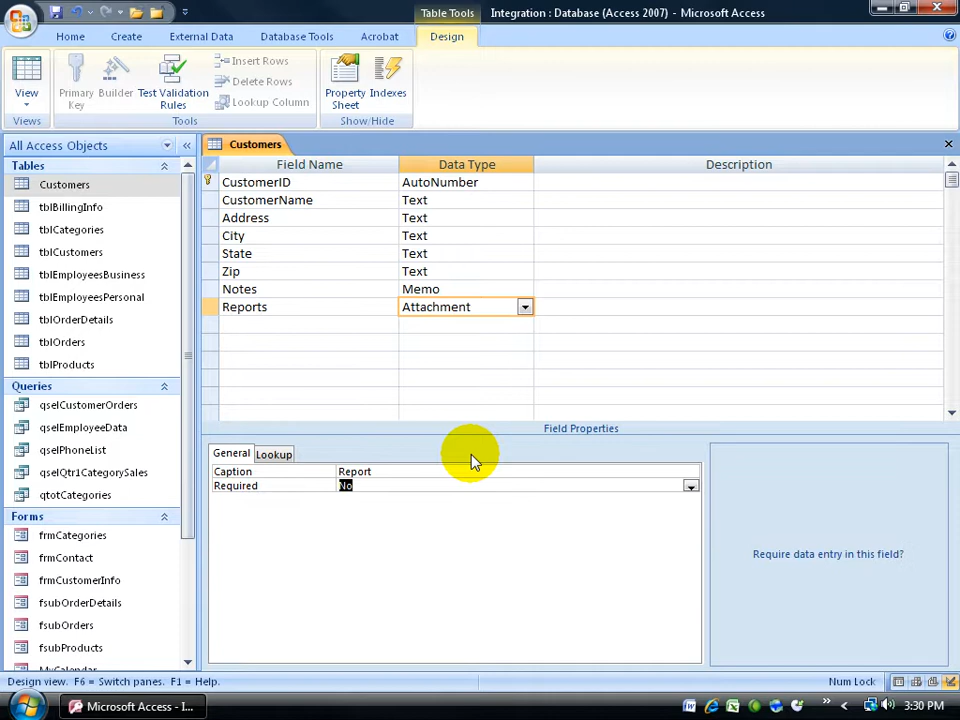 Table Tools
Integration : Database (Access 2007) - Microsoft Access
Home Create External Data Database Tools Acrobat Design
View
Views
Primary Key
Builder
Test Validation Rules
Insert Rows
Delete Rows
Lookup Column
Tools
Property Sheet
Indexes
Show/Hide
All Access Objects
Tables
Customers
tblBillingInfo
tblCategories
tblCustomers
tblEmployeesBusiness
tblEmployeesPersonal
tblOrderDetails
tblOrders
tblProducts
Queries
qselCustomerOrders
qselEmployeeData
qselPhoneList
qselQtr1CategorySales
qtotCategories
Forms
frmCategories
frmContact
frmCustomerInfo
fsubOrderDetails
fsubOrders
fsubProducts
MyCalendar
Customers
Field Name Data Type Description
CustomerID AutoNumber
CustomerName Text
Address Text
City Text
State Text
Zip Text
Notes Memo
Reports Attachment
Field Properties
General Lookup
Caption Report
Required No
Require data entry in this field?
Design view. F6 = Switch panes. F1 = Help.
Num Lock
Microsoft Access - I...
3:30 PM